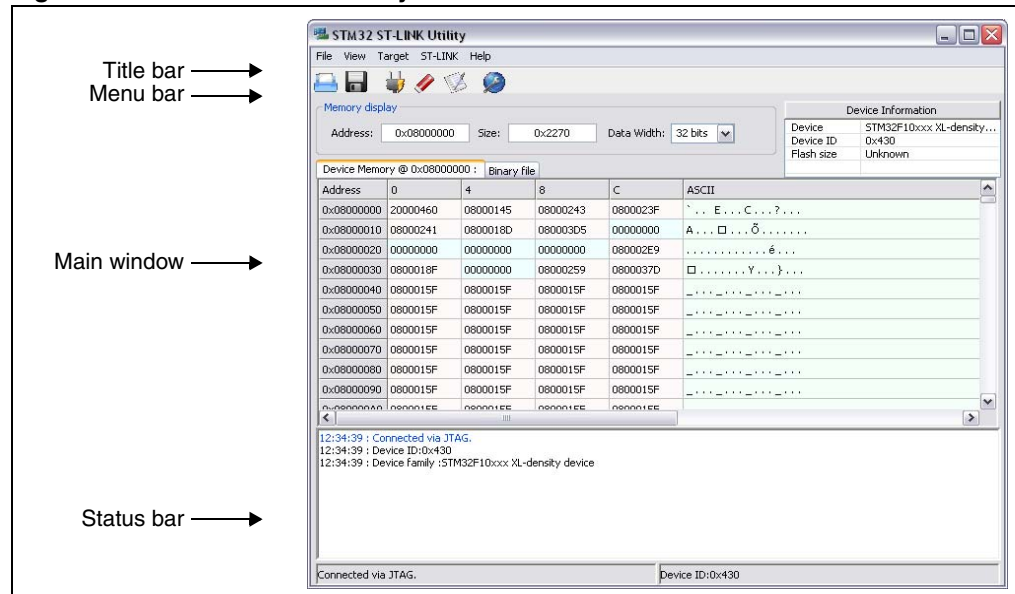 Title bar
Menu bar
Main window
Status bar
STM32 ST-LINK Utility
File View Target ST-LINK Help
Memory display
Address: 0x08000000 Size: 0x2270 Data Width: 32 bits
Device Information
Device STM32F10xxx XL-density...
Device ID 0x430
Flash size Unknown
Device Memory @ 0x08000000 : Binary file
Address 0 4 8 C ASCII
0x08000000 20000460 08000145 08000243 0800023F `.. E...C...?...
0x08000010 08000241 0800018D 080003D5 00000000 A...□...Õ.......
0x08000020 00000000 00000000 00000000 080002E9 ............é...
0x08000030 0800018F 00000000 08000259 0800037D □.......Y...}...
0x08000040 0800015F 0800015F 0800015F 0800015F _..._..._..._...
0x08000050 0800015F 0800015F 0800015F 0800015F _..._..._..._...
0x08000060 0800015F 0800015F 0800015F 0800015F _..._..._..._...
0x08000070 0800015F 0800015F 0800015F 0800015F _..._..._..._...
0x08000080 0800015F 0800015F 0800015F 0800015F _..._..._..._...
0x08000090 0800015F 0800015F 0800015F 0800015F _..._..._..._...
12:34:39 : Connected via JTAG.
12:34:39 : Device ID:0x430
12:34:39 : Device family :STM32F10xxx XL-density device
Connected via JTAG. Device ID:0x430